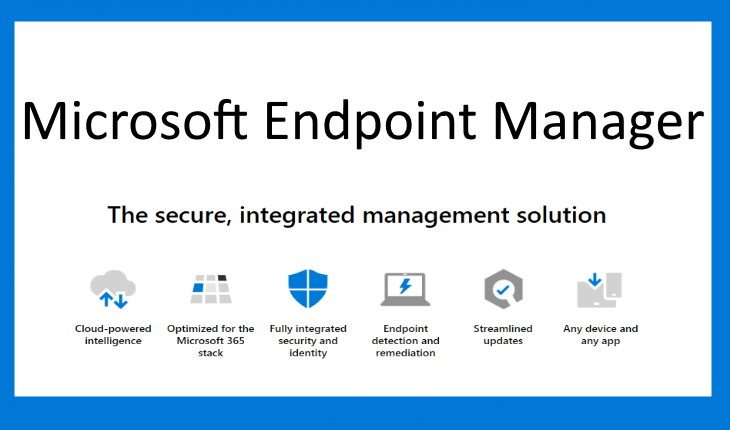 Microsoft Endpoint Manager
The secure, integrated management solution
Cloud-powered
intelligence
Optimized for the
Microsoft 365
stack
Fully integrated
security and
identity
Endpoint
detection and
remediation
Streamlined
updates
Any device and
any app